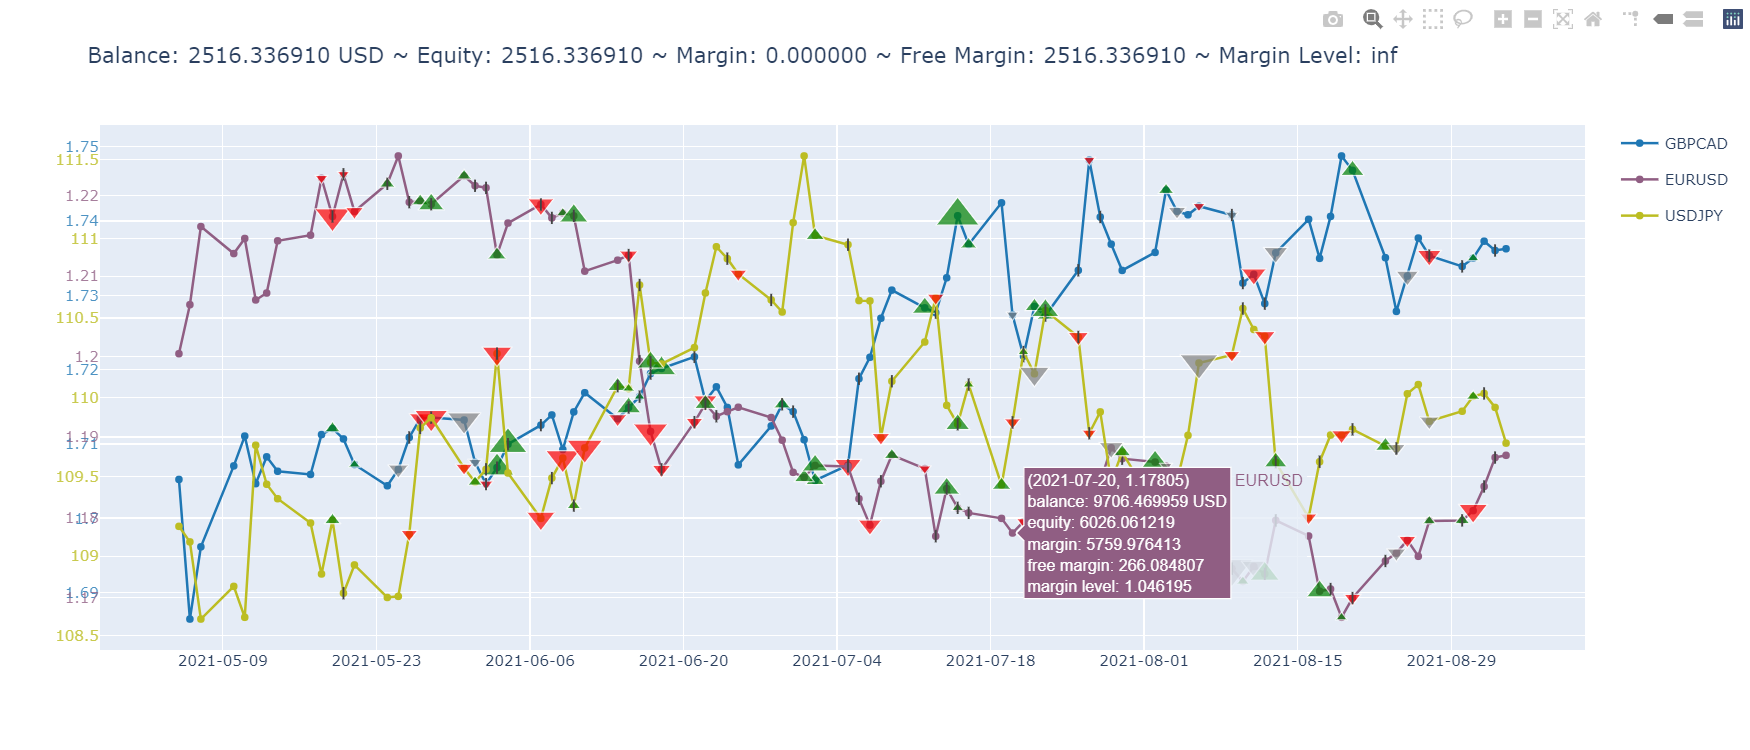 Balance: 2516.336910 USD ~ Equity: 2516.336910 ~ Margin: 0.000000 ~ Free Margin: 2516.336910 ~ Margin Level: inf
1.75
111.5
1.22
1.74
111
1.21
1.73
110.5
1.2
1.72
110
1.19
1.71
109.5
1.18
109
1.69
1.17
108.5
GBPCAD
EURUSD
USDJPY
(2021-07-20, 1.17805)
balance: 9706.469959 USD
equity: 6026.061219
margin: 5759.976413
free margin: 266.084807
margin level: 1.046195
EURUSD
2021-05-09
2021-05-23
2021-06-06
2021-06-20
2021-07-04
2021-07-18
2021-08-01
2021-08-15
2021-08-29